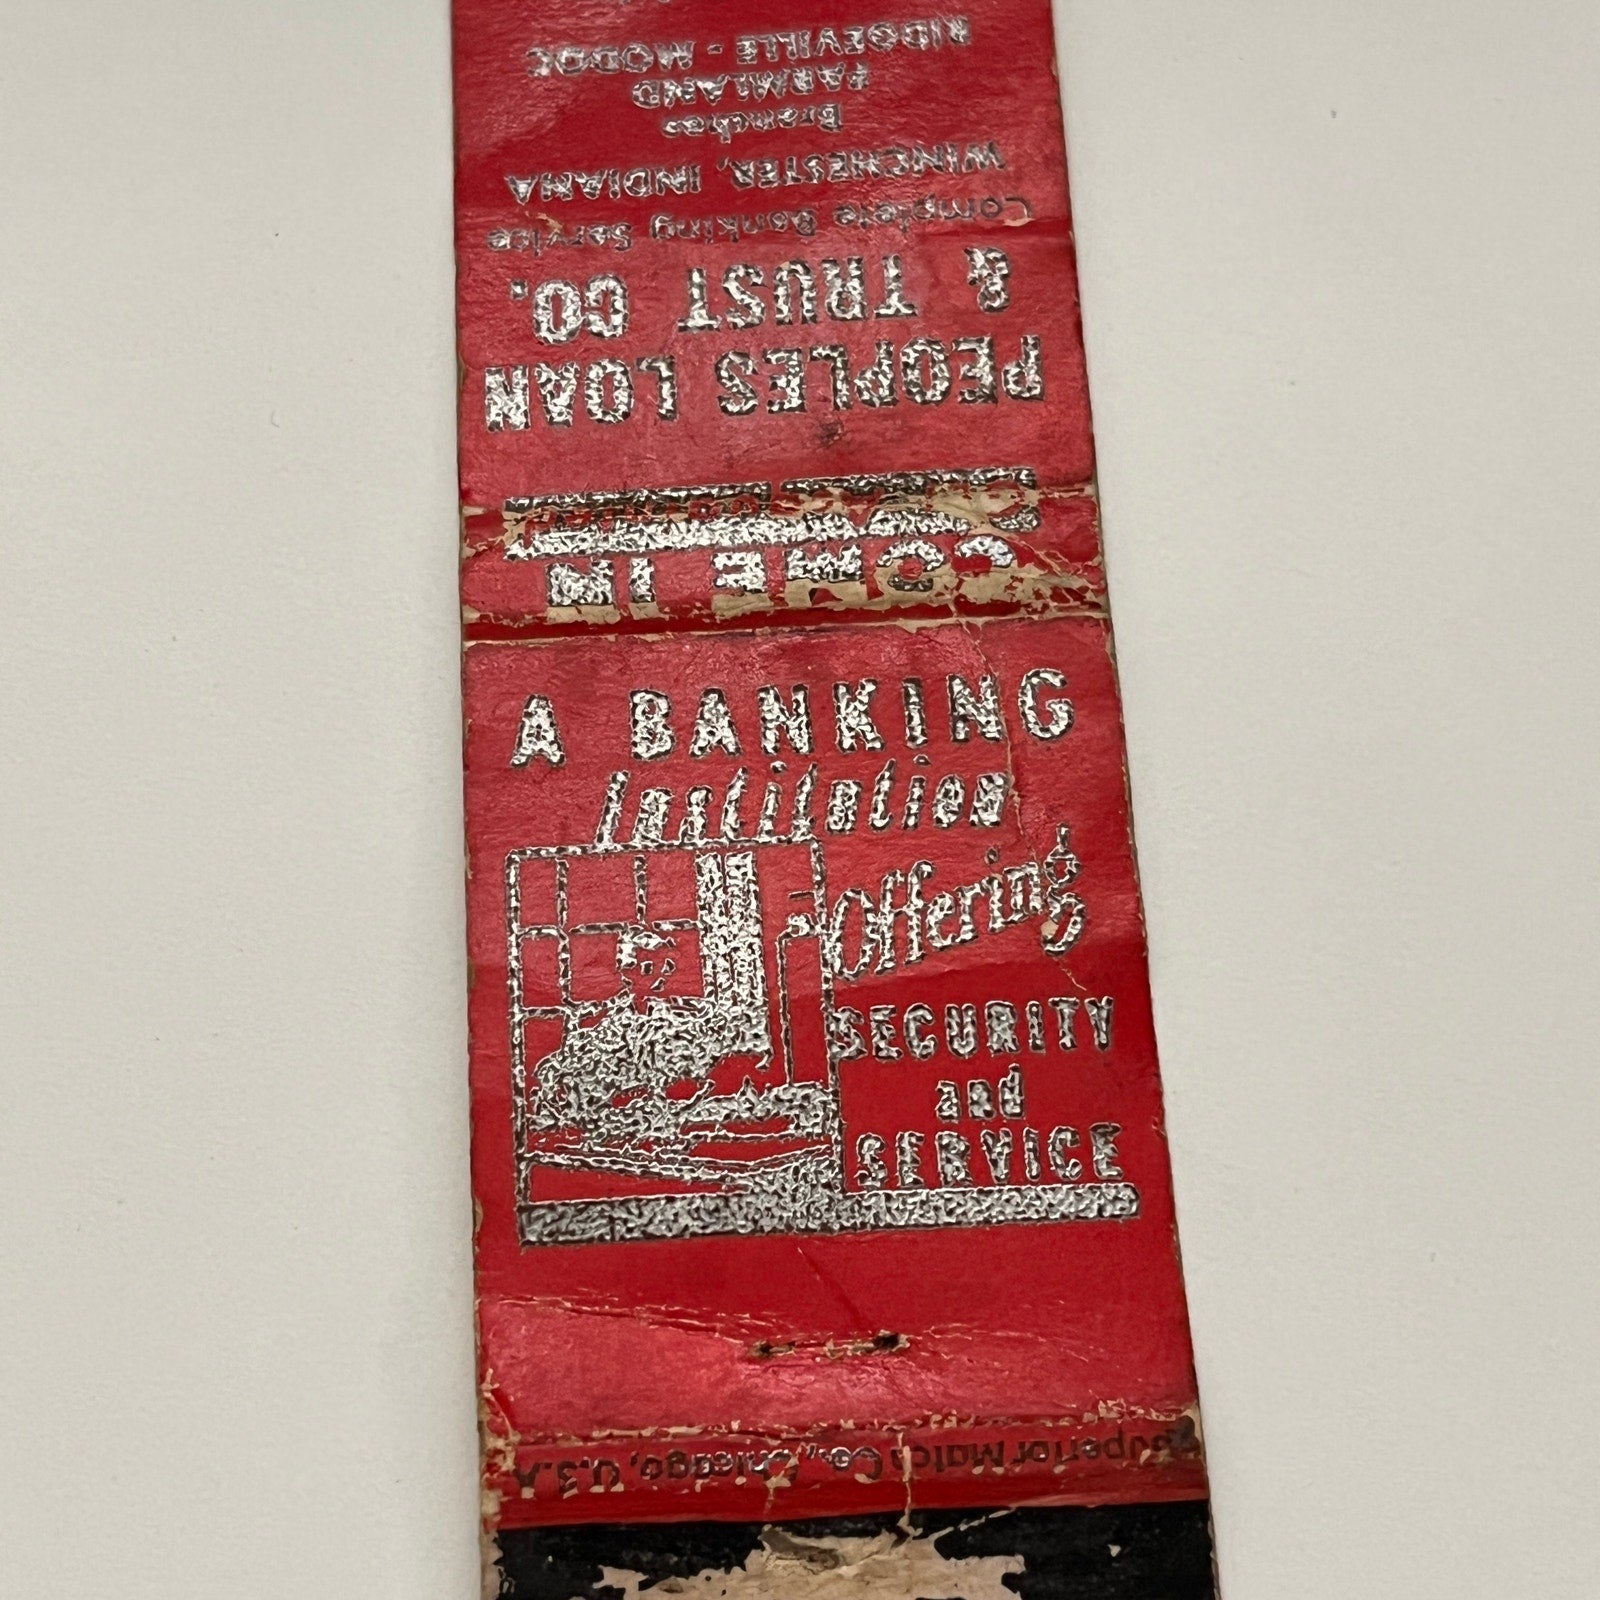 A BANKING
Institution
Offering
SECURITY
and
SERVICE
COME IN
PEOPLES LOAN
& TRUST CO.
Complete Banking Service
WINCHESTER, INDIANA
Branches
FARMLAND
RIDGEVILLE - MODOC
Superior Match Co., Chicago, U.S.A.